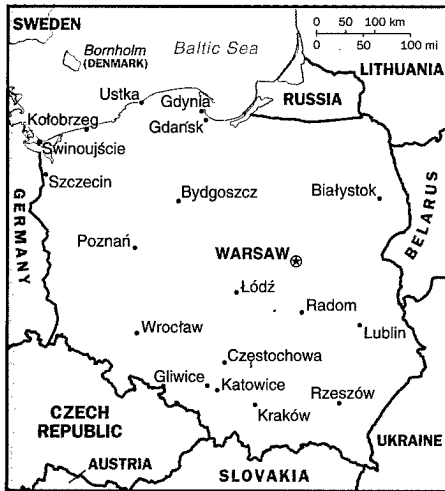 SWEDEN
Bornholm
(DENMARK)
Baltic Sea
0 50 100 km
0 50 100 mi
LITHUANIA
RUSSIA
Ustka
Gdynia
Gdańsk
Kołobrzeg
Świnoujście
Szczecin
GERMANY
Bydgoszcz
Białystok
BELARUS
Poznań
WARSAW
Łódź
Radom
Lublin
Wrocław
Częstochowa
Gliwice
Katowice
Kraków
Rzeszów
CZECH
REPUBLIC
UKRAINE
AUSTRIA
SLOVAKIA